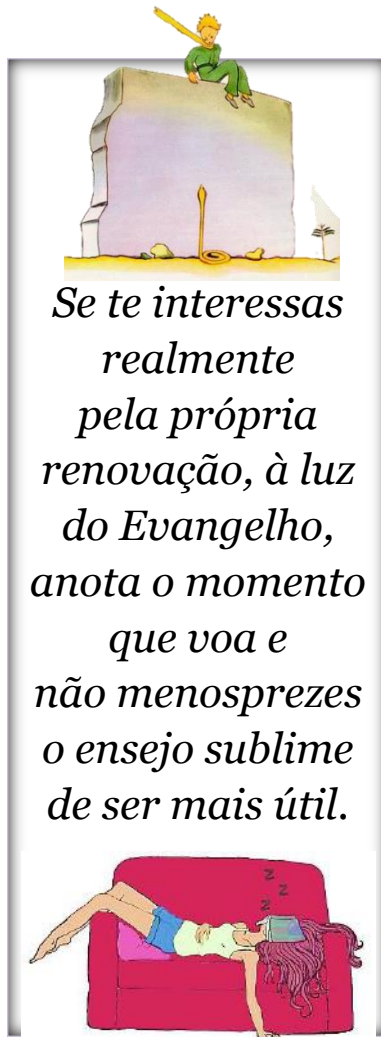 Se te interessas
realmente
pela própria
renovação, à luz
do Evangelho,
anota o momento
que voa e
não menosprezes
o ensejo sublime
de ser mais útil.
z
z
z